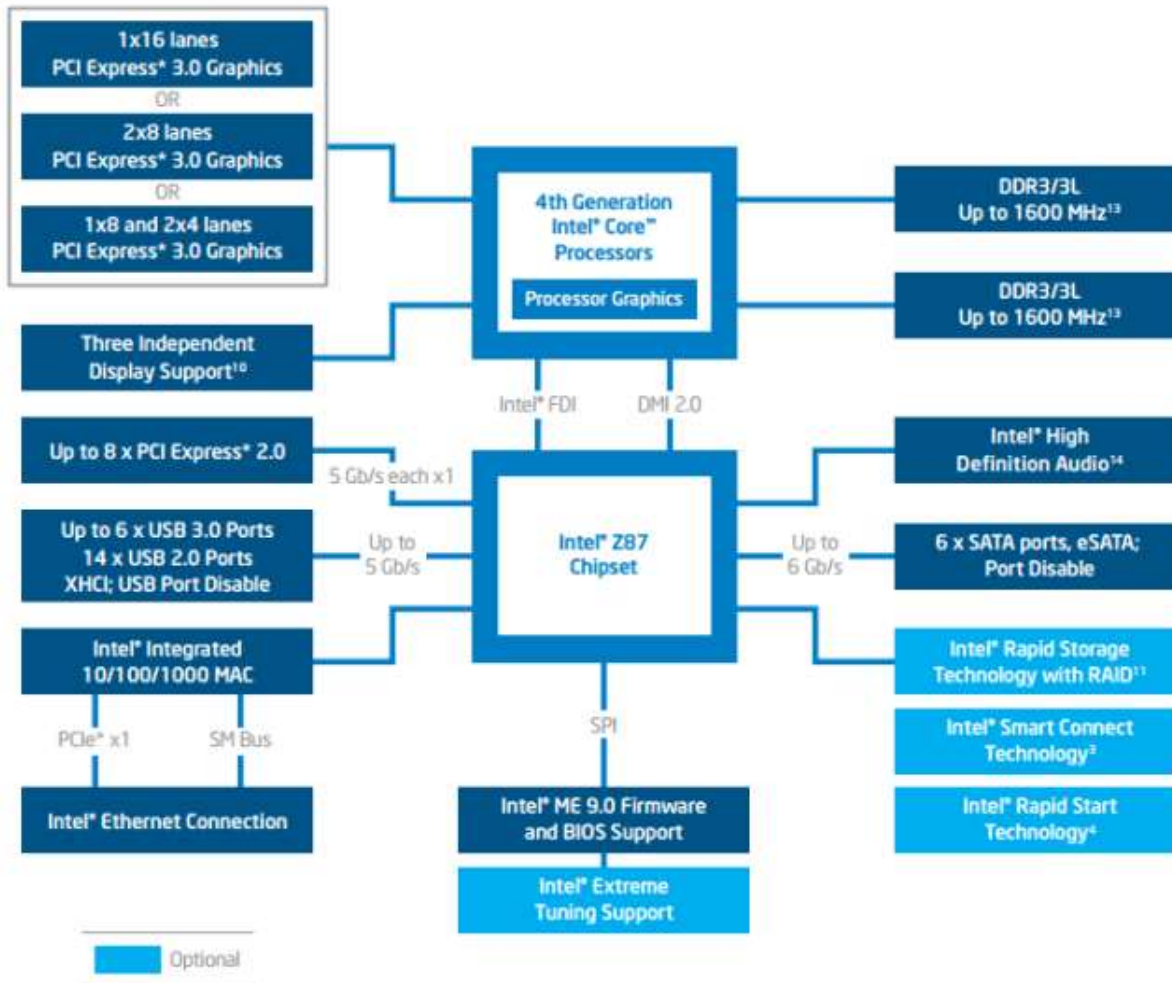 1x16 lanes
PCI Express* 3.0 Graphics
OR
2x8 lanes
PCI Express* 3.0 Graphics
OR
1x8 and 2x4 lanes
PCI Express* 3.0 Graphics
4th Generation
Intel® Core™
Processors
Processor Graphics
DDR3/3L
Up to 1600 MHz¹³
DDR3/3L
Up to 1600 MHz¹³
Three Independent
Display Support¹⁰
Intel® FDI
DMI 2.0
Up to 8 x PCI Express* 2.0
5 Gb/s each x1
Intel® High
Definition Audio¹⁴
Up to 6 x USB 3.0 Ports
14 x USB 2.0 Ports
XHCI; USB Port Disable
Up to
5 Gb/s
Intel® Z87
Chipset
Up to
6 Gb/s
6 x SATA ports, eSATA;
Port Disable
Intel® Integrated
10/100/1000 MAC
Intel® Rapid Storage
Technology with RAID¹¹
PCIe* x1
SM Bus
SPI
Intel® Smart Connect
Technology³
Intel® Ethernet Connection
Intel® ME 9.0 Firmware
and BIOS Support
Intel® Rapid Start
Technology⁴
Intel® Extreme
Tuning Support
Optional